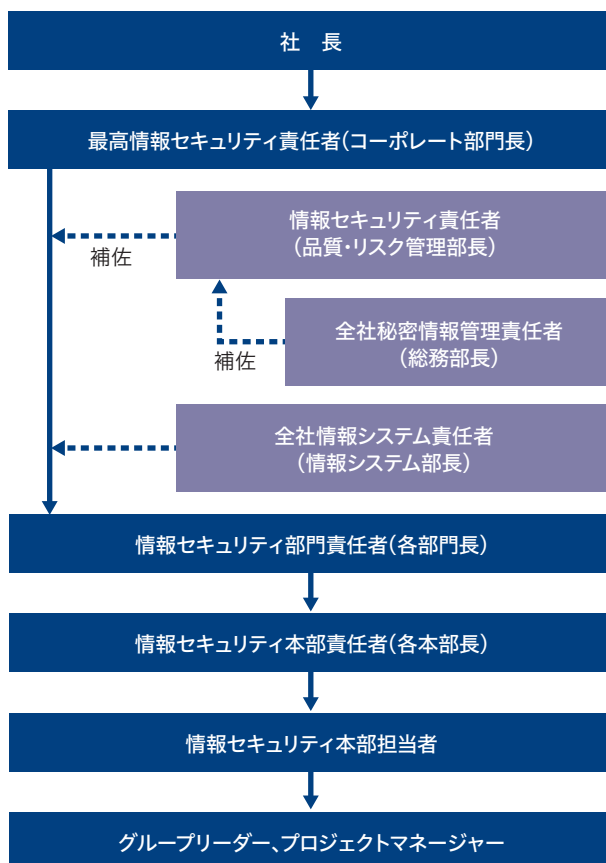 社　長
最高情報セキュリティ責任者(コーポレート部門長)
情報セキュリティ責任者
(品質・リスク管理部長)
補佐
全社秘密情報管理責任者
(総務部長)
補佐
全社情報システム責任者
(情報システム部長)
情報セキュリティ部門責任者(各部門長)
情報セキュリティ本部責任者(各本部長)
情報セキュリティ本部担当者
グループリーダー、プロジェクトマネージャー